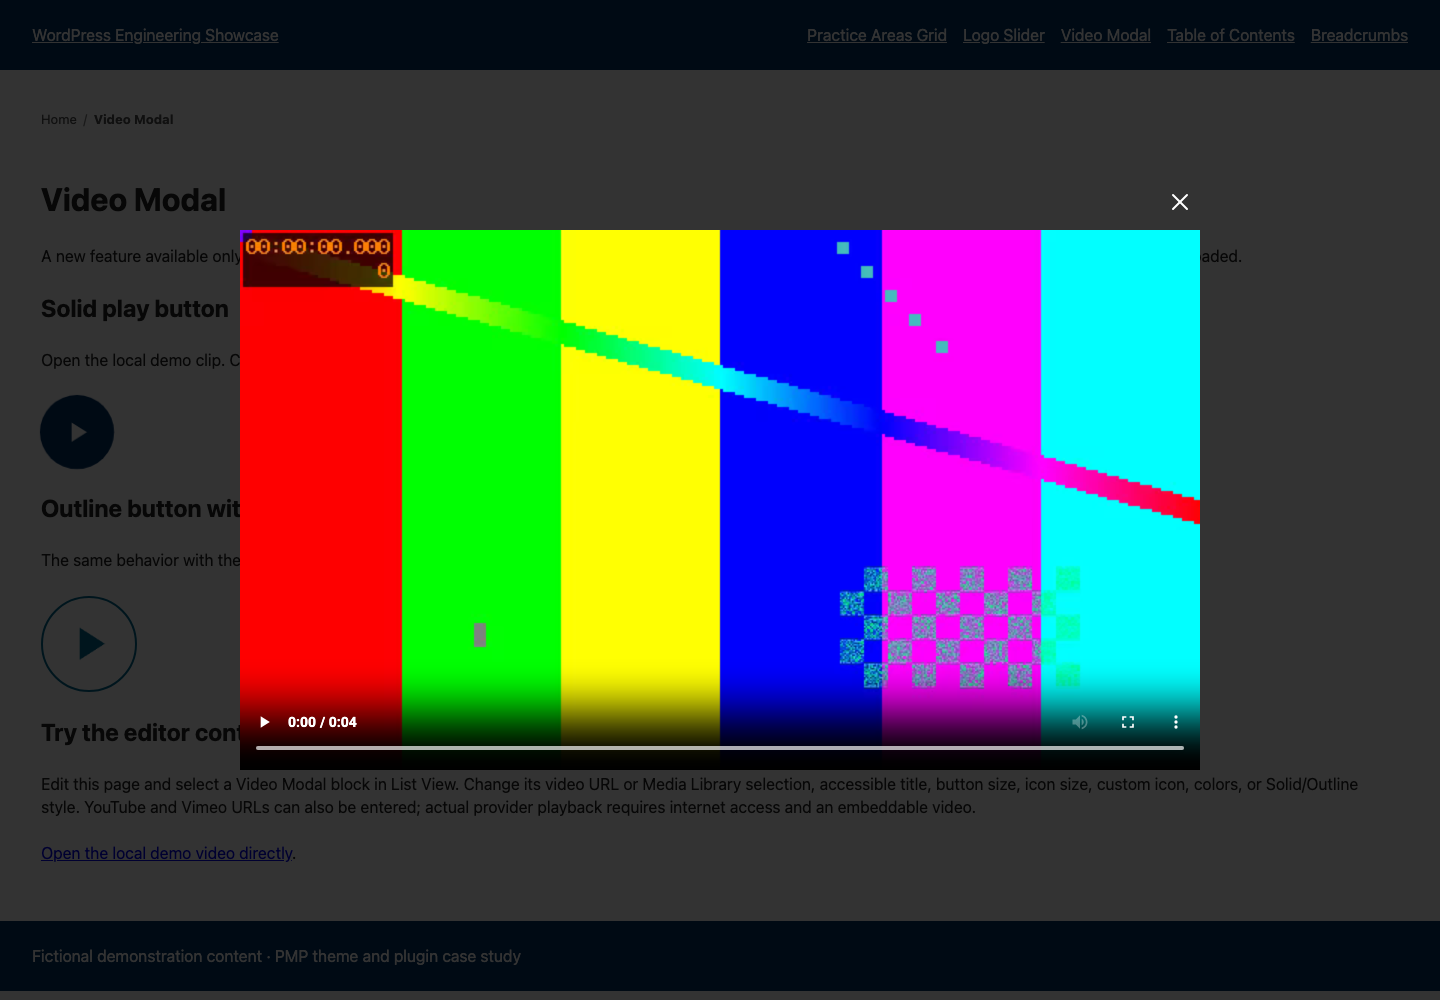 WordPress Engineering Showcase
Practice Areas Grid Logo Slider Video Modal Table of Contents Breadcrumbs
Home / Video Modal
Video Modal
A new feature available only
Solid play button
Open the local demo clip. C
00:00:00.000
0
Outline button wit
The same behavior with the
0:00 / 0:04
Try the editor cont
Edit this page and select a Video Modal block in List View. Change its video URL or Media Library selection, accessible title, button size, icon size, custom icon, colors, or Solid/Outline
style. YouTube and Vimeo URLs can also be entered; actual provider playback requires internet access and an embeddable video.
Open the local demo video directly.
Fictional demonstration content · PMP theme and plugin case study